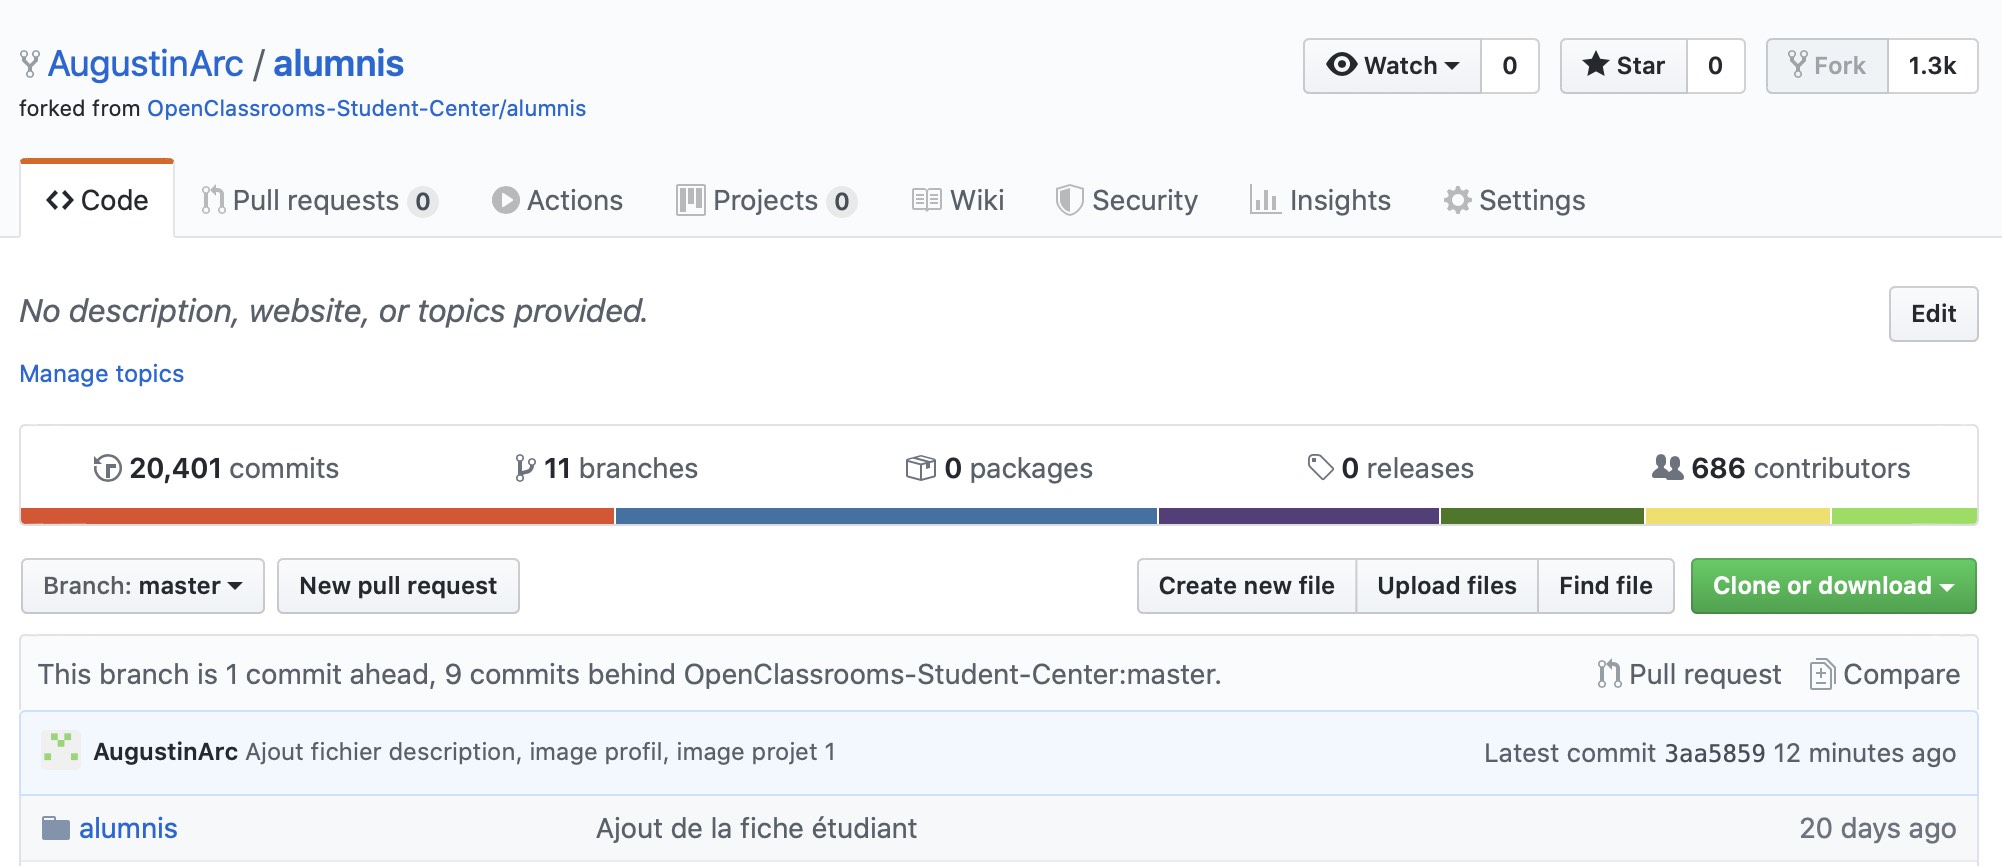 AugustinArc / alumnis
Watch 0 Star 0 Fork 1.3k
forked from OpenClassrooms-Student-Center/alumnis
Code Pull requests 0 Actions Projects 0 Wiki Security Insights Settings
No description, website, or topics provided.
Edit
Manage topics
20,401 commits 11 branches 0 packages 0 releases 686 contributors
Branch: master New pull request Create new file Upload files Find file Clone or download
This branch is 1 commit ahead, 9 commits behind OpenClassrooms-Student-Center:master. Pull request Compare
AugustinArc Ajout fichier description, image profil, image projet 1 Latest commit 3aa5859 12 minutes ago
alumnis Ajout de la fiche étudiant 20 days ago